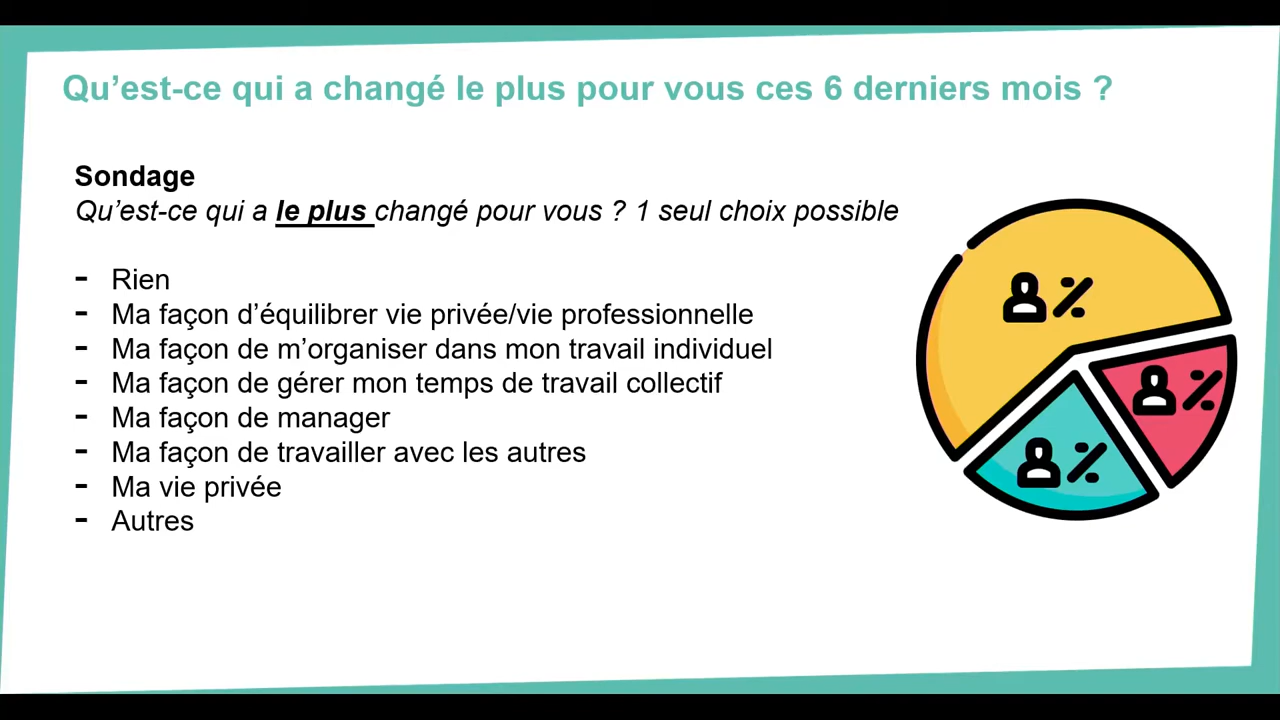 Qu’est-ce qui a changé le plus pour vous ces 6 derniers mois ?
Sondage
Qu’est-ce qui a le plus changé pour vous ? 1 seul choix possible
- Rien
- Ma façon d’équilibrer vie privée/vie professionnelle
- Ma façon de m’organiser dans mon travail individuel
- Ma façon de gérer mon temps de travail collectif
- Ma façon de manager
- Ma façon de travailler avec les autres
- Ma vie privée
- Autres